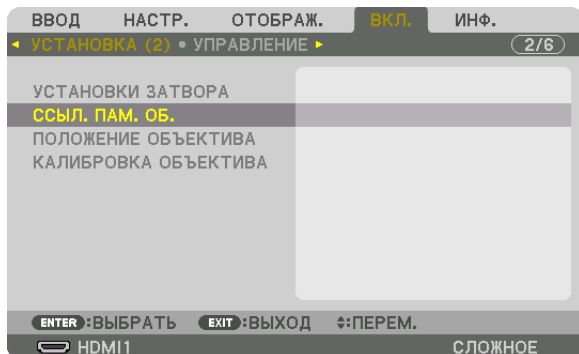 ВВОД НАСТР. ОТОБРАЖ. ВКЛ. ИНФ.
◄ УСТАНОВКА (2) • УПРАВЛЕНИЕ ► 2/6
УСТАНОВКИ ЗАТВОРА
ССЫЛ. ПАМ. ОБ.
ПОЛОЖЕНИЕ ОБЪЕКТИВА
КАЛИБРОВКА ОБЪЕКТИВА
ENTER :ВЫБРАТЬ EXIT :ВЫХОД ♦:ПЕРЕМ.
HDMI1 СЛОЖНОЕ